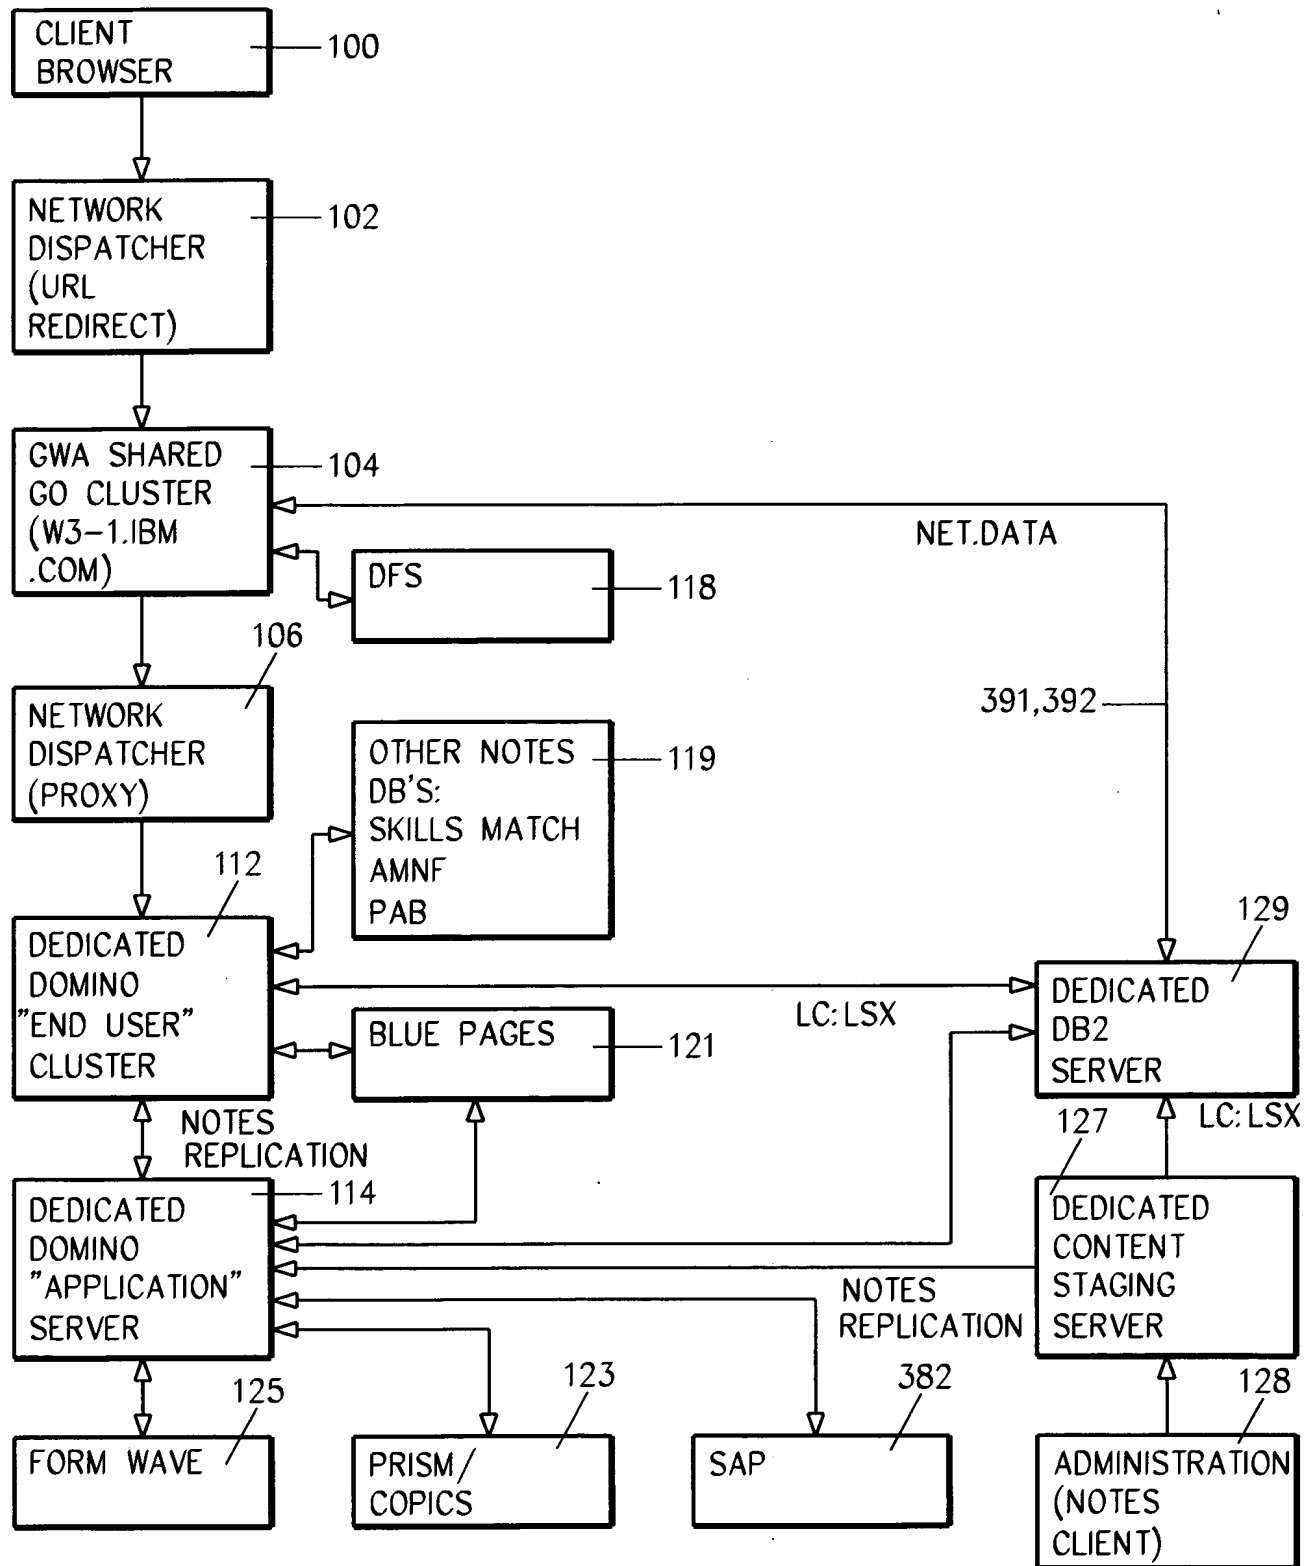 CLIENT
BROWSER
100
NETWORK
DISPATCHER
(URL
REDIRECT)
102
GWA SHARED
GO CLUSTER
(W3-1.IBM
.COM)
104
NET.DATA
DFS
118
106
NETWORK
DISPATCHER
(PROXY)
391,392
OTHER NOTES
DB'S:
SKILLS MATCH
AMNF
PAB
119
112
DEDICATED
DOMINO
"END USER"
CLUSTER
129
DEDICATED
DB2
SERVER
LC:LSX
BLUE PAGES
121
NOTES
REPLICATION
127
LC:LSX
114
DEDICATED
DOMINO
"APPLICATION"
SERVER
DEDICATED
CONTENT
STAGING
SERVER
NOTES
REPLICATION
125
FORM WAVE
123
PRISM/
COPICS
382
SAP
128
ADMINISTRATION
(NOTES
CLIENT)